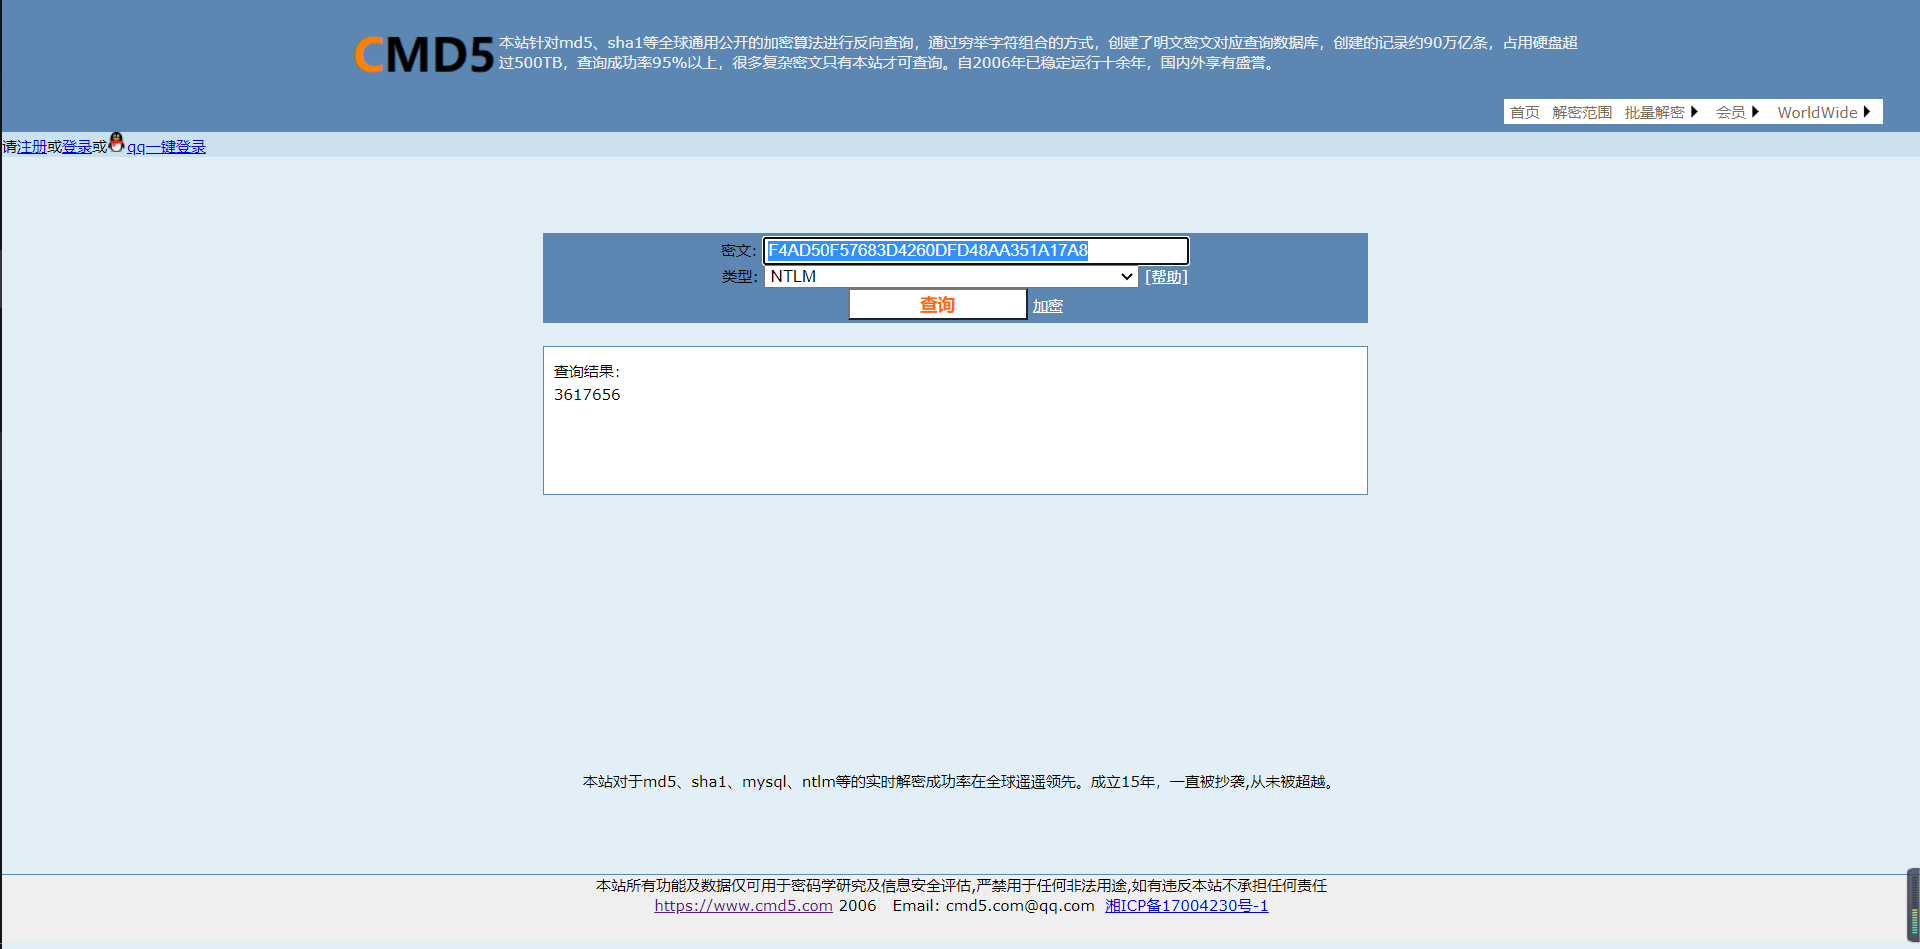 CMD5
本站针对md5、sha1等全球通用公开的加密算法进行反向查询，通过穷举字符组合的方式，创建了明文密文对应查询数据库，创建的记录约90万亿条，占用硬盘超
过500TB，查询成功率95%以上，很多复杂密文只有本站才可查询。自2006年已稳定运行十余年，国内外享有盛誉。
首页 解密范围 批量解密 会员 WorldWide
请注册或登录或qq一键登录
密文: F4AD50F57683D4260DFD48AA351A17A8
类型: NTLM [帮助]
查询 加密
查询结果:
3617656
本站对于md5、sha1、mysql、ntlm等的实时解密成功率在全球遥遥领先。成立15年，一直被抄袭,从未被超越。
本站所有功能及数据仅可用于密码学研究及信息安全评估,严禁用于任何非法用途,如有违反本站不承担任何责任
https://www.cmd5.com 2006 Email: cmd5.com@qq.com 湘ICP备17004230号-1